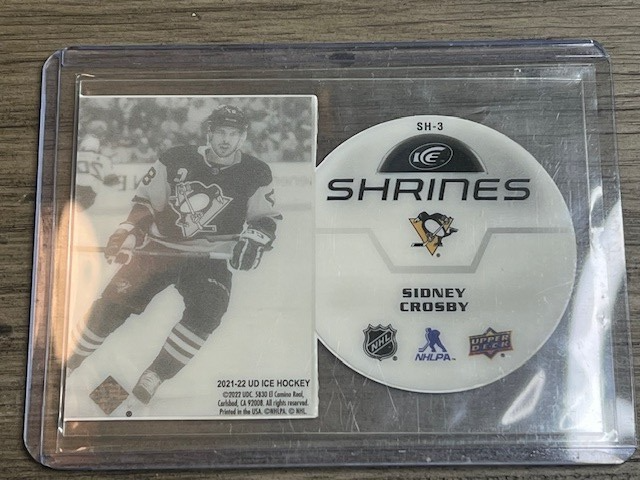 SH-3
ICE
SHRINES
SIDNEY
CROSBY
NHL
NHLPA
UPPER
DECK
2021-22 UD ICE HOCKEY
©2022 UDC. 5830 El Camino Real,
Carlsbad, CA 92008. All rights reserved.
Printed in the USA. ©NHLPA. © NHL.